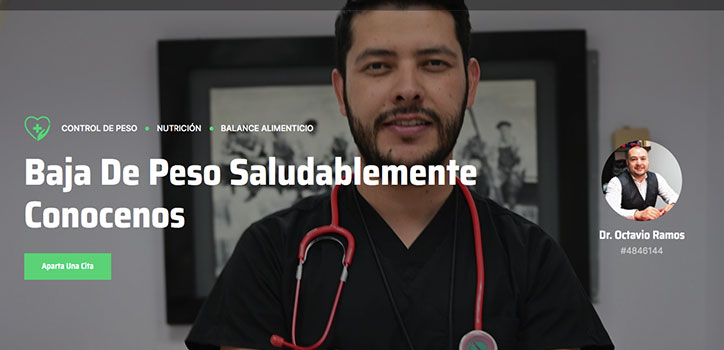 CONTROL DE PESO • NUTRICIÓN • BALANCE ALIMENTICIO
Baja De Peso Saludablemente
Conocenos
Aparta Una Cita
Dr. Octavio Ramos
#4846144